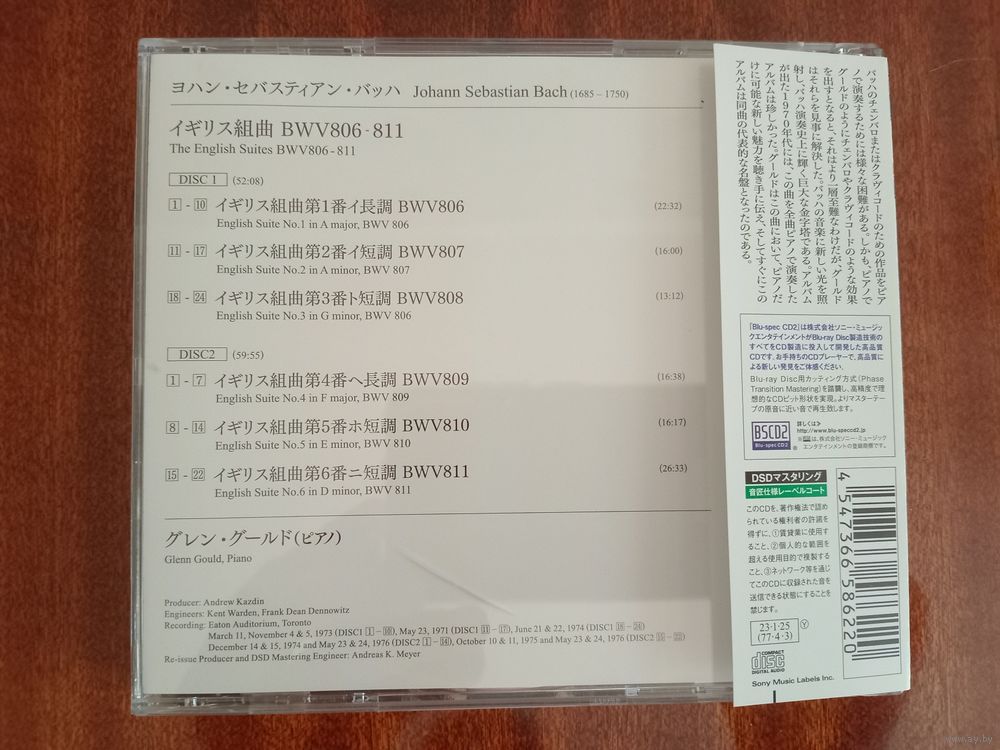 ヨハン・セバスティアン・バッハ Johann Sebastian Bach (1685 – 1750)
イギリス組曲 BWV806 - 811
The English Suites BWV806 - 811
DISC 1 (52:08)
1 - 10 イギリス組曲第1番イ長調 BWV806 (22:32)
English Suite No.1 in A major, BWV 806
11 - 17 イギリス組曲第2番イ短調 BWV807 (16:00)
English Suite No.2 in A minor, BWV 807
18 - 24 イギリス組曲第3番ト短調 BWV808 (13:12)
English Suite No.3 in G minor, BWV 806
DISC2 (59:55)
1 - 7 イギリス組曲第4番ヘ長調 BWV809 (16:38)
English Suite No.4 in F major, BWV 809
8 - 14 イギリス組曲第5番ホ短調 BWV810 (16:17)
English Suite No.5 in E minor, BWV 810
15 - 22 イギリス組曲第6番ニ短調 BWV811 (26:33)
English Suite No.6 in D minor, BWV 811
グレン・グールド(ピアノ)
Glenn Gould, Piano
Producer: Andrew Kazdin
Engineers: Kent Warden, Frank Dean Dennowitz
Recording: Eaton Auditorium, Toronto
March 11, November 4 & 5, 1973 (DISC1 1 – 10), May 23, 1971 (DISC1 11 – 17), June 21 & 22, 1974 (DISC1 18 – 24)
December 14 & 15, 1974 and May 23 & 24, 1976 (DISC2 1 – 14), October 10 & 11, 1975 and May 23 & 24, 1976 (DISC2 15 – 22)
Re-issue Producer and DSD Mastering Engineer: Andreas K. Meyer
バッハのチェンバロまたはクラヴィコードのための作品をピア
ノで演奏するためには様々な困難がある。しかも、ピアノで
グールドのようにチェンバロやクラヴィコードのような効果
を出すとなると、それはより一層至難なわけだが、グールド
はそれらを見事に解決した。バッハの音楽に新しい光を照
射し、バッハ演奏史上に輝く巨大な金字塔である。アルバム
が出た1970年代には、この曲を全曲ピアノで演奏した
アルバムは珍しかった。グールドはこの曲において、ピアノだ
けに可能な新しい魅力を聴き手に伝え、そしてすぐにこの
アルバムは同曲の代表的な名盤となったのである。
「Blu-spec CD2」は株式会社ソニー・ミュージッ
クエンタテインメントがBlu-ray Disc製造技術の
すべてをCD製造に投入して開発した高品質
CDです。お手持ちのCDプレーヤーで、高品質に
よる新しい発見をご体感ください。
Blu-ray Disc用カッティング方式(Phase
Transition Mastering)を踏襲し、高精度で理
想的なCDピット形状を実現。よりマスターテー
プの原音に近い音で再生致します。
BSCD2
Blu-spec CD2
®
詳しくは≫
http://www.blu-speccd2.jp
※は、株式会社ソニー・ミュージック
エンタテインメントの登録商標です。
DSDマスタリング
音匠仕様レーベルコート
このCDを、著作権法で認め
られている権利者の許諾を
得ずに、①賃貸業に使用す
ること、②個人的な範囲を
超える使用目的で複製する
こと、③ネットワーク等を通じ
てこのCDに収録された音を
送信できる状態にすることを
禁じます。
23・1・25 Y
(77・4・3)
COMPACT
disc
DIGITAL AUDIO
Sony Music Labels Inc.
4 547366 586220
www.ay.by